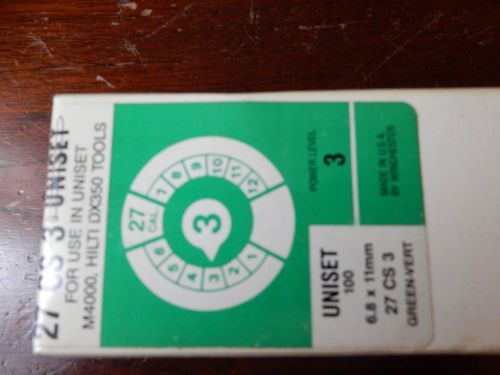 27 CS 3 UNISET
FOR USE IN UNISET
M4000, HILTI DX350 TOOLS
27
CAL.
7 8 9 10 11 12
6 5 4 3 2 1
3
POWER LEVEL
3
MADE IN U.S.A.
BY WINCHESTER
UNISET
100
6.8 x 11mm
27 CS 3
GREEN-VERT